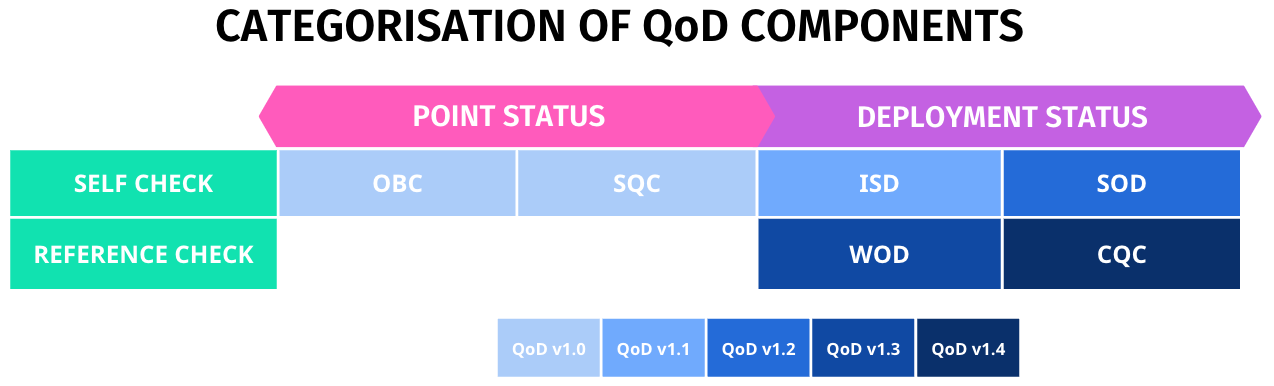 CATEGORISATION OF QoD COMPONENTS
POINT STATUS
DEPLOYMENT STATUS
SELF CHECK
OBC
SQC
ISD
SOD
REFERENCE CHECK
WOD
CQC
QoD v1.0
QoD v1.1
QoD v1.2
QoD v1.3
QoD v1.4